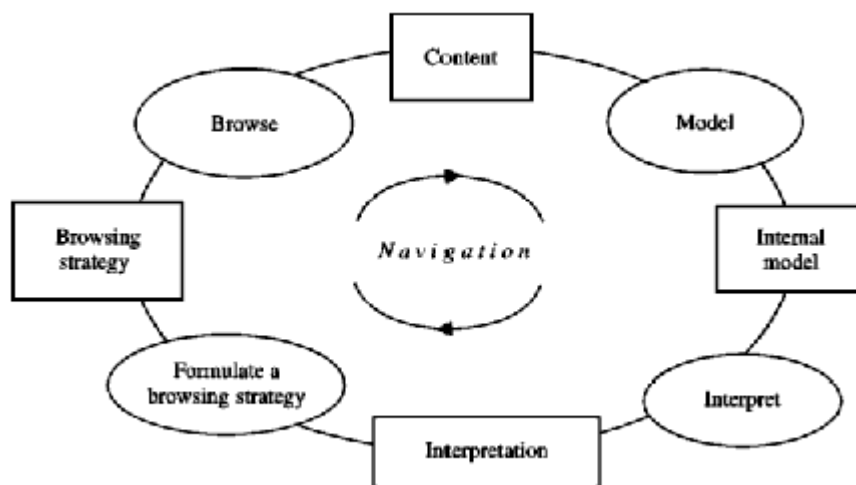 Content
Browse
Model
Browsing
strategy
Navigation
Internal
model
Formulate a
browsing strategy
Interpret
Interpretation